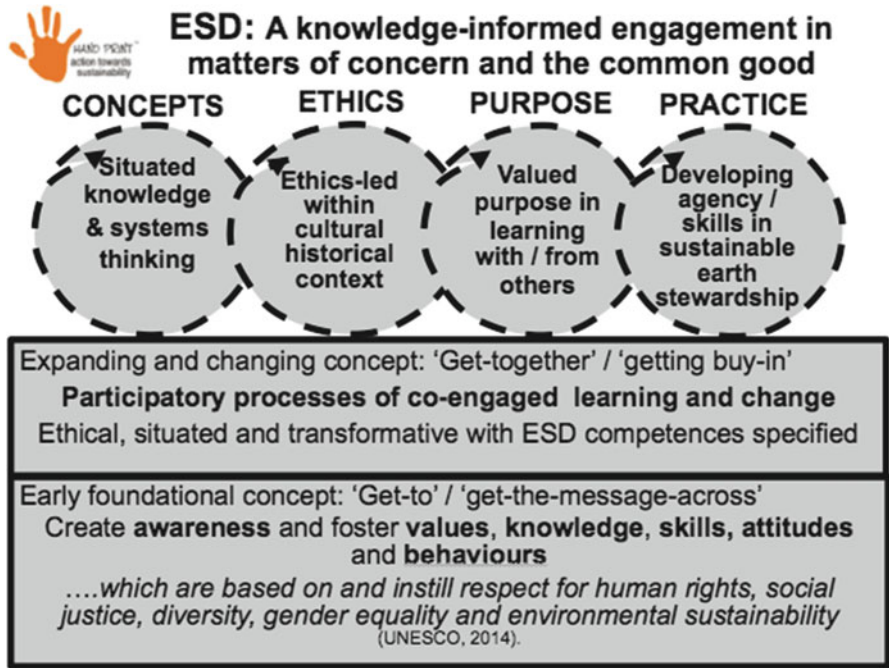 HAND PRINT™
action towards
sustainability
ESD: A knowledge-informed engagement in
matters of concern and the common good
CONCEPTS ETHICS PURPOSE PRACTICE
Situated
knowledge
& systems
thinking
Ethics-led
within
cultural
historical
context
Valued
purpose in
learning
with / from
others
Developing
agency /
skills in
sustainable
earth
stewardship
Expanding and changing concept: ‘Get-together’ / ‘getting buy-in’
Participatory processes of co-engaged learning and change
Ethical, situated and transformative with ESD competences specified
Early foundational concept: ‘Get-to’ / ‘get-the-message-across’
Create awareness and foster values, knowledge, skills, attitudes
and behaviours
….which are based on and instill respect for human rights, social
justice, diversity, gender equality and environmental sustainability
(UNESCO, 2014).